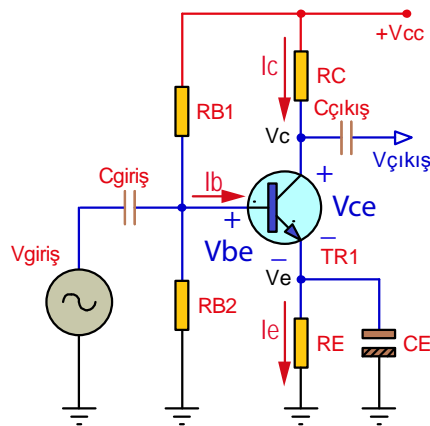 +Vcc
Ic
RC
RB1
Cçıkış
Vc
Vçıkış
Cgiriş
Ib
+
+
Vce
Vbe
Vgiriş
−
−
TR1
Ve
RB2
Ie
RE
CE